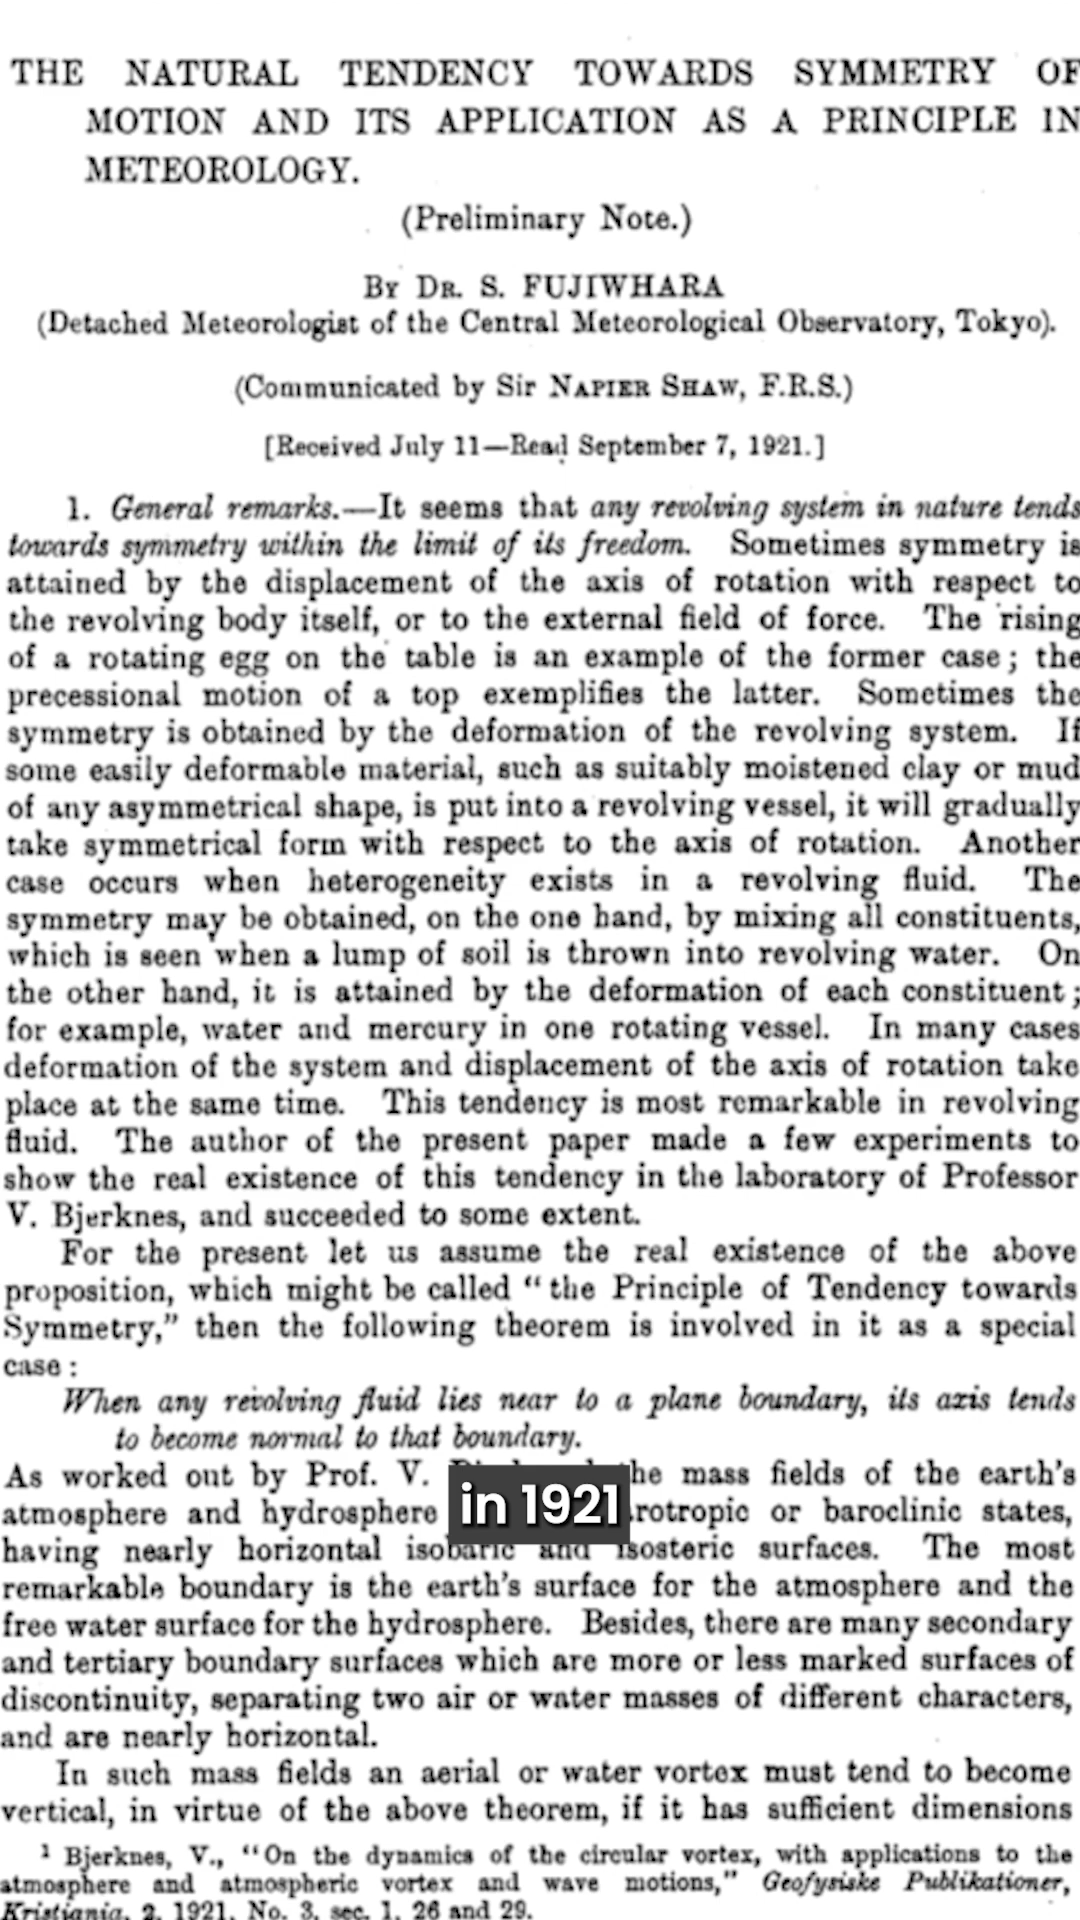 THE NATURAL TENDENCY TOWARDS SYMMETRY OF
MOTION AND ITS APPLICATION AS A PRINCIPLE IN
METEOROLOGY.
(Preliminary Note.)
By Dr. S. FUJIWHARA
(Detached Meteorologist of the Central Meteorological Observatory, Tokyo).
(Communicated by Sir Napier Shaw, F.R.S.)
[Received July 11—Read September 7, 1921.]
1. General remarks.—It seems that any revolving system in nature tends
towards symmetry within the limit of its freedom. Sometimes symmetry is
attained by the displacement of the axis of rotation with respect to
the revolving body itself, or to the external field of force. The rising
of a rotating egg on the table is an example of the former case; the
precessional motion of a top exemplifies the latter. Sometimes the
symmetry is obtained by the deformation of the revolving system. If
some easily deformable material, such as suitably moistened clay or mud
of any asymmetrical shape, is put into a revolving vessel, it will gradually
take symmetrical form with respect to the axis of rotation. Another
case occurs when heterogeneity exists in a revolving fluid. The
symmetry may be obtained, on the one hand, by mixing all constituents,
which is seen when a lump of soil is thrown into revolving water. On
the other hand, it is attained by the deformation of each constituent;
for example, water and mercury in one rotating vessel. In many cases
deformation of the system and displacement of the axis of rotation take
place at the same time. This tendency is most remarkable in revolving
fluid. The author of the present paper made a few experiments to
show the real existence of this tendency in the laboratory of Professor
V. Bjerknes, and succeeded to some extent.
For the present let us assume the real existence of the above
proposition, which might be called "the Principle of Tendency towards
Symmetry," then the following theorem is involved in it as a special
case:
When any revolving fluid lies near to a plane boundary, its axis tends
to become normal to that boundary.
As worked out by Prof. V. the mass fields of the earth's
atmosphere and hydrosphere in 1921 or baroclinic states,
having nearly horizontal isobaric and isosteric surfaces. The most
remarkable boundary is the earth's surface for the atmosphere and the
free water surface for the hydrosphere. Besides, there are many secondary
and tertiary boundary surfaces which are more or less marked surfaces of
discontinuity, separating two air or water masses of different characters,
and are nearly horizontal.
In such mass fields an aerial or water vortex must tend to become
vertical, in virtue of the above theorem, if it has sufficient dimensions
1 Bjerknes, V., "On the dynamics of the circular vortex, with applications to the
atmosphere and atmospheric vortex and wave motions," Geofysiske Publikationer,
Kristiania, 2, 1921, No. 3, sec. 1, 26 and 29.